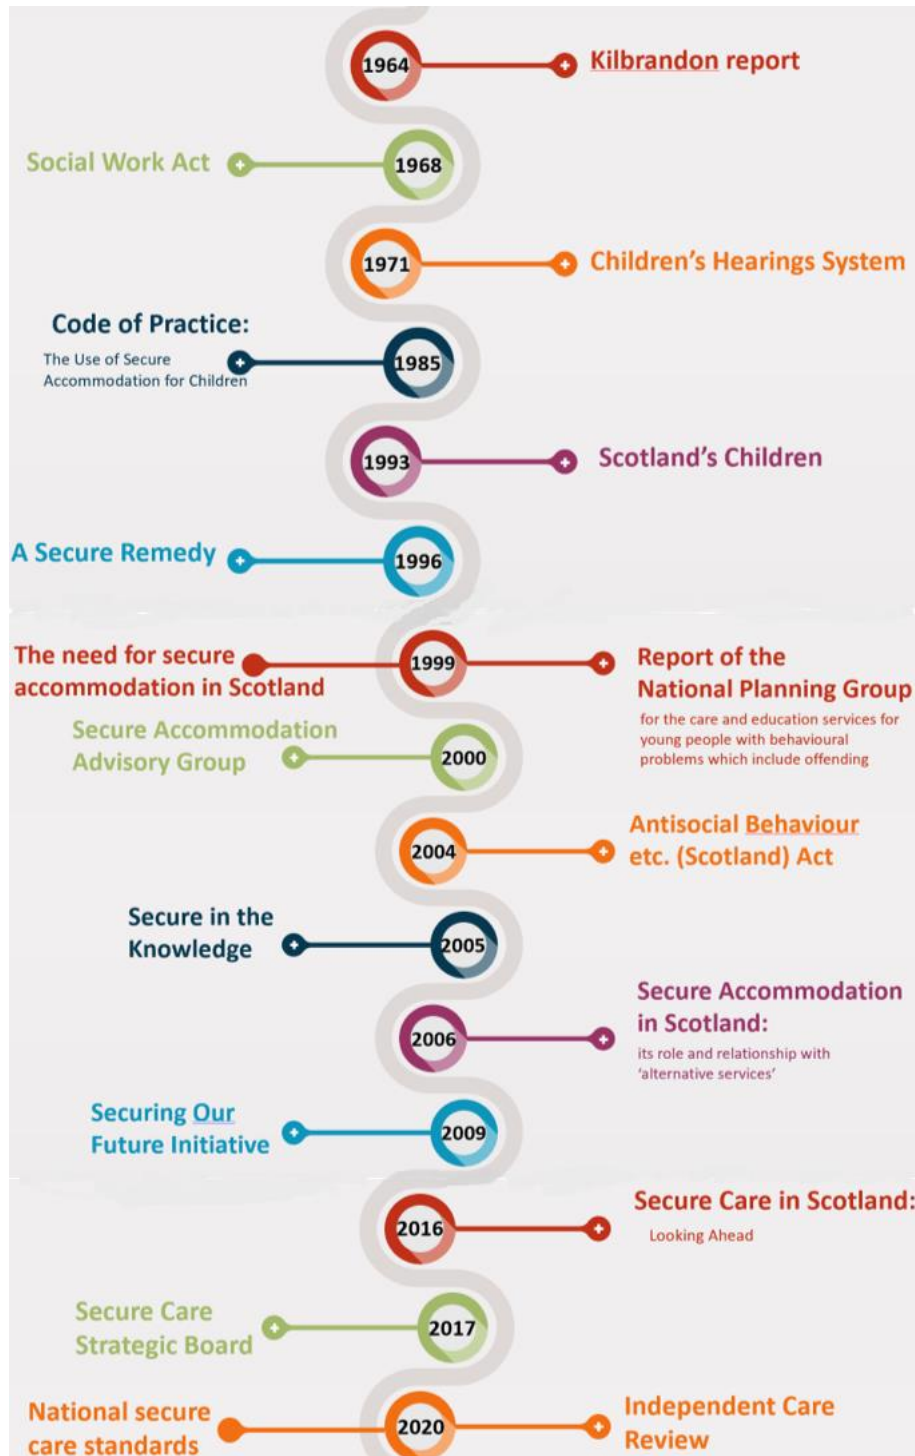 1964
Kilbrandon report
Social Work Act
1968
1971
Children's Hearings System
Code of Practice:
The Use of Secure
Accommodation for Children
1985
1993
Scotland's Children
A Secure Remedy
1996
The need for secure
accommodation in Scotland
1999
Report of the
National Planning Group
for the care and education services for
young people with behavioural
problems which include offending
Secure Accommodation
Advisory Group
2000
2004
Antisocial Behaviour
etc. (Scotland) Act
Secure in the
Knowledge
2005
2006
Secure Accommodation
in Scotland:
its role and relationship with
'alternative services'
Securing Our
Future Initiative
2009
2016
Secure Care in Scotland:
Looking Ahead
Secure Care
Strategic Board
2017
National secure
care standards
2020
Independent Care
Review